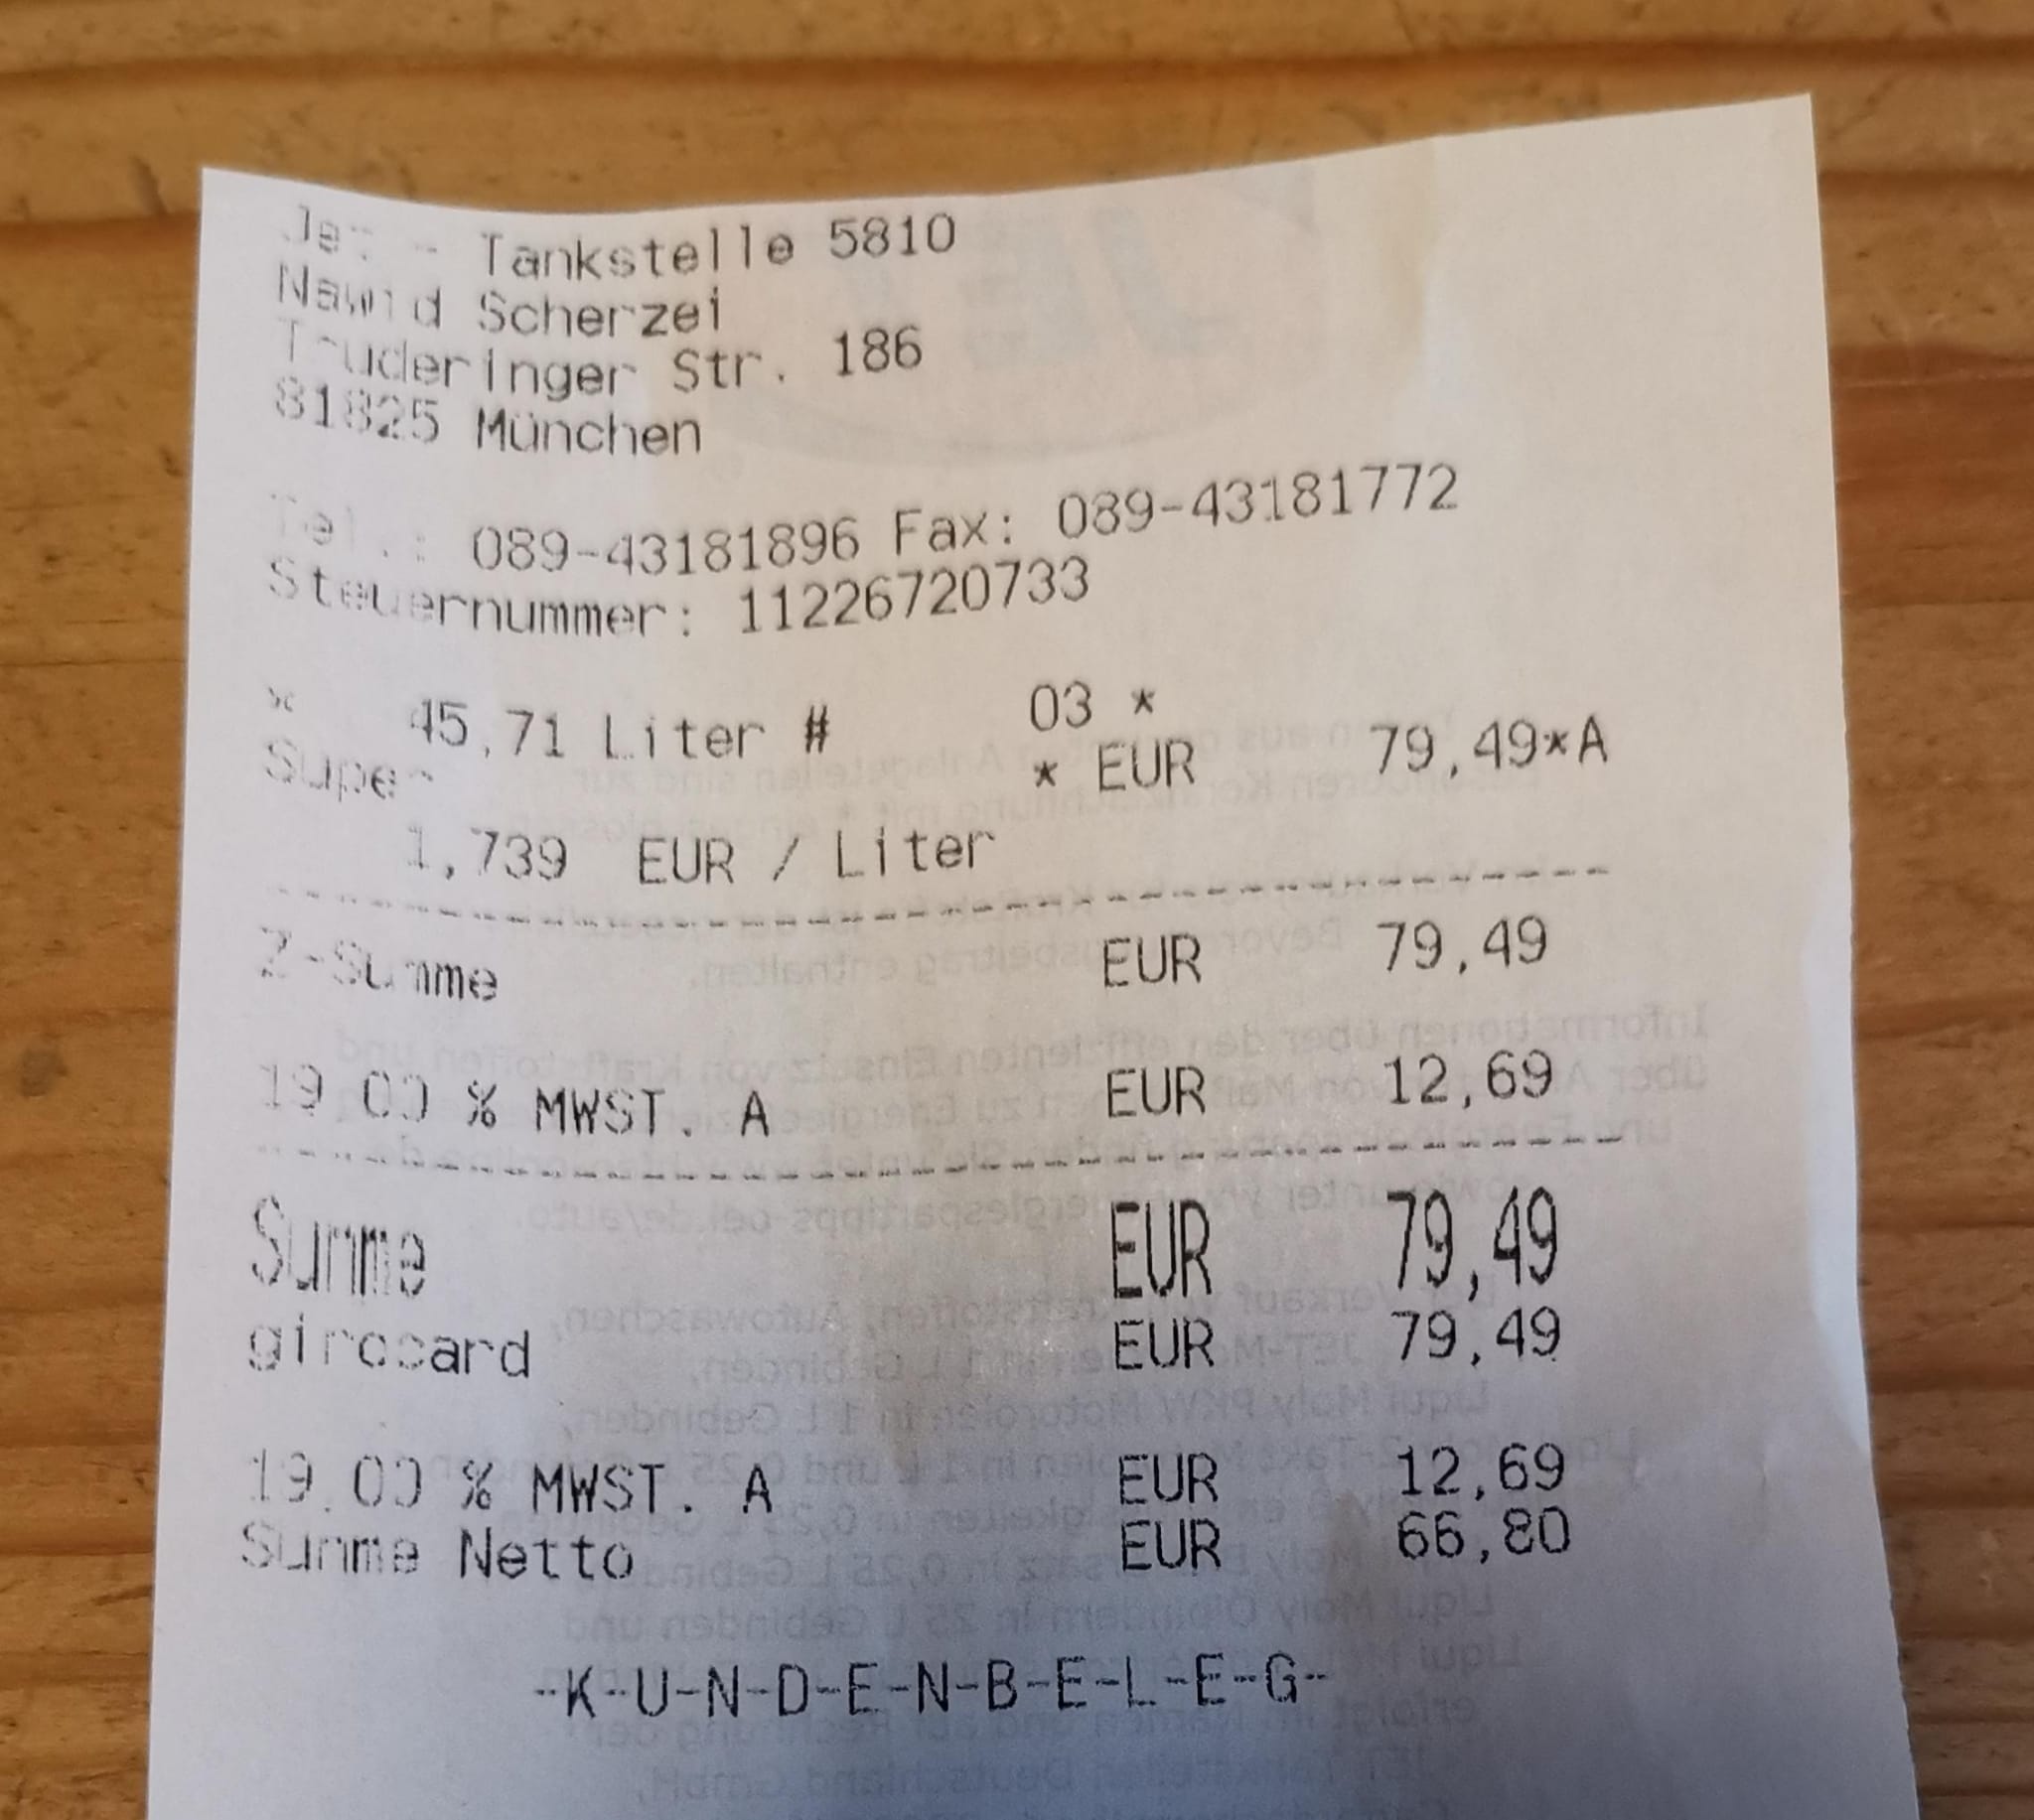 Jet - Tankstelle 5810
Nawid Scherzei
Truderinger Str. 186
81825 München
Tel.: 089-43181896 Fax: 089-43181772
Steuernummer: 11226720733
* 45,71 Liter # 03 *
Super * EUR 79,49*A
1,739 EUR / Liter
Z-Summe EUR 79,49
19,00 % MWST. A EUR 12,69
Summe EUR 79,49
girocard EUR 79,49
19,00 % MWST. A EUR 12,69
Summe Netto EUR 66,80
-K-U-N-D-E-N-B-E-L-E-G-